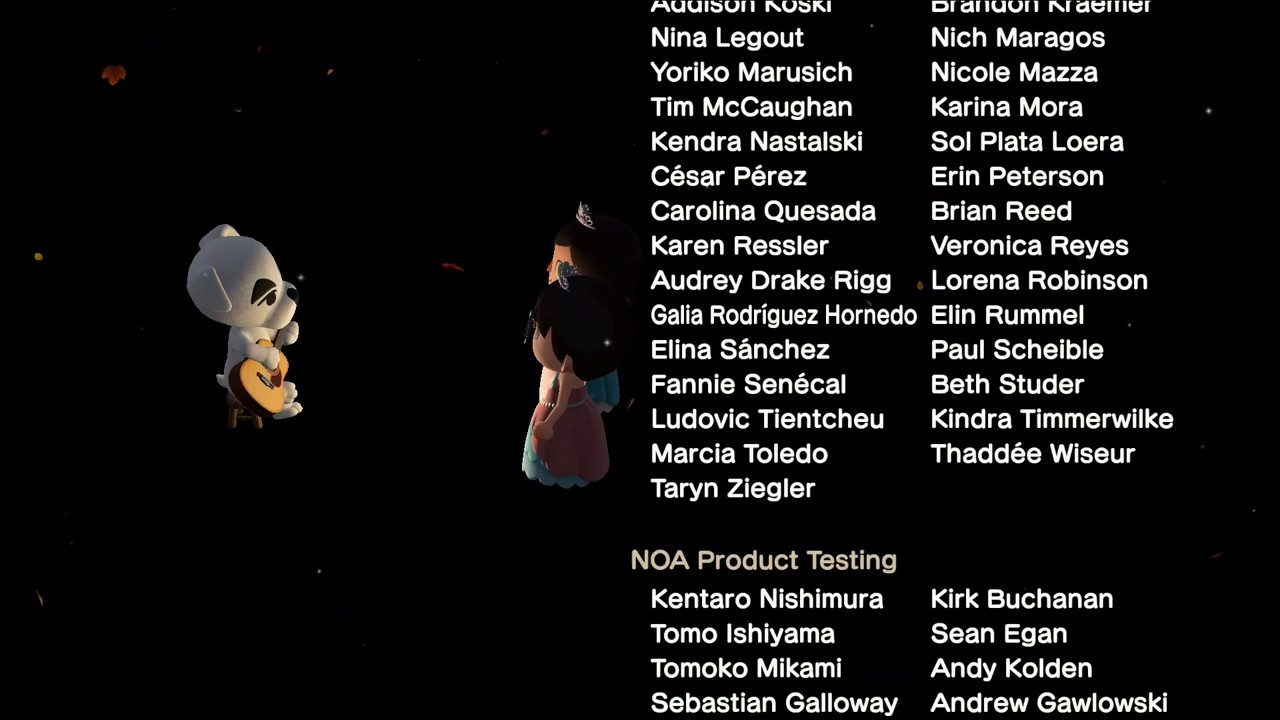 Addison Koski Brandon Kraemer
Nina Legout Nich Maragos
Yoriko Marusich Nicole Mazza
Tim McCaughan Karina Mora
Kendra Nastalski Sol Plata Loera
César Pérez Erin Peterson
Carolina Quesada Brian Reed
Karen Ressler Veronica Reyes
Audrey Drake Rigg Lorena Robinson
Galia Rodríguez Hornedo Elin Rummel
Elina Sánchez Paul Scheible
Fannie Senécal Beth Studer
Ludovic Tientcheu Kindra Timmerwilke
Marcia Toledo Thaddée Wiseur
Taryn Ziegler
NOA Product Testing
Kentaro Nishimura Kirk Buchanan
Tomo Ishiyama Sean Egan
Tomoko Mikami Andy Kolden
Sebastian Galloway Andrew Gawlowski